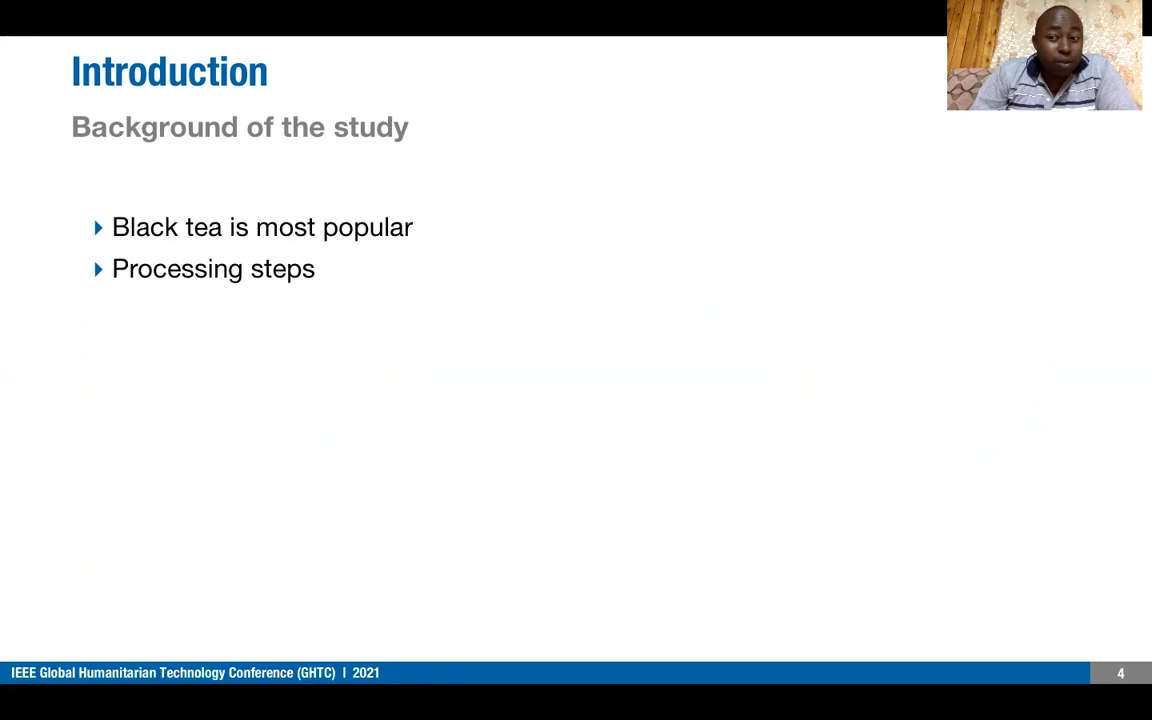 Introduction
Background of the study
Black tea is most popular
Processing steps
IEEE Global Humanitarian Technology Conference (GHTC) | 2021
4